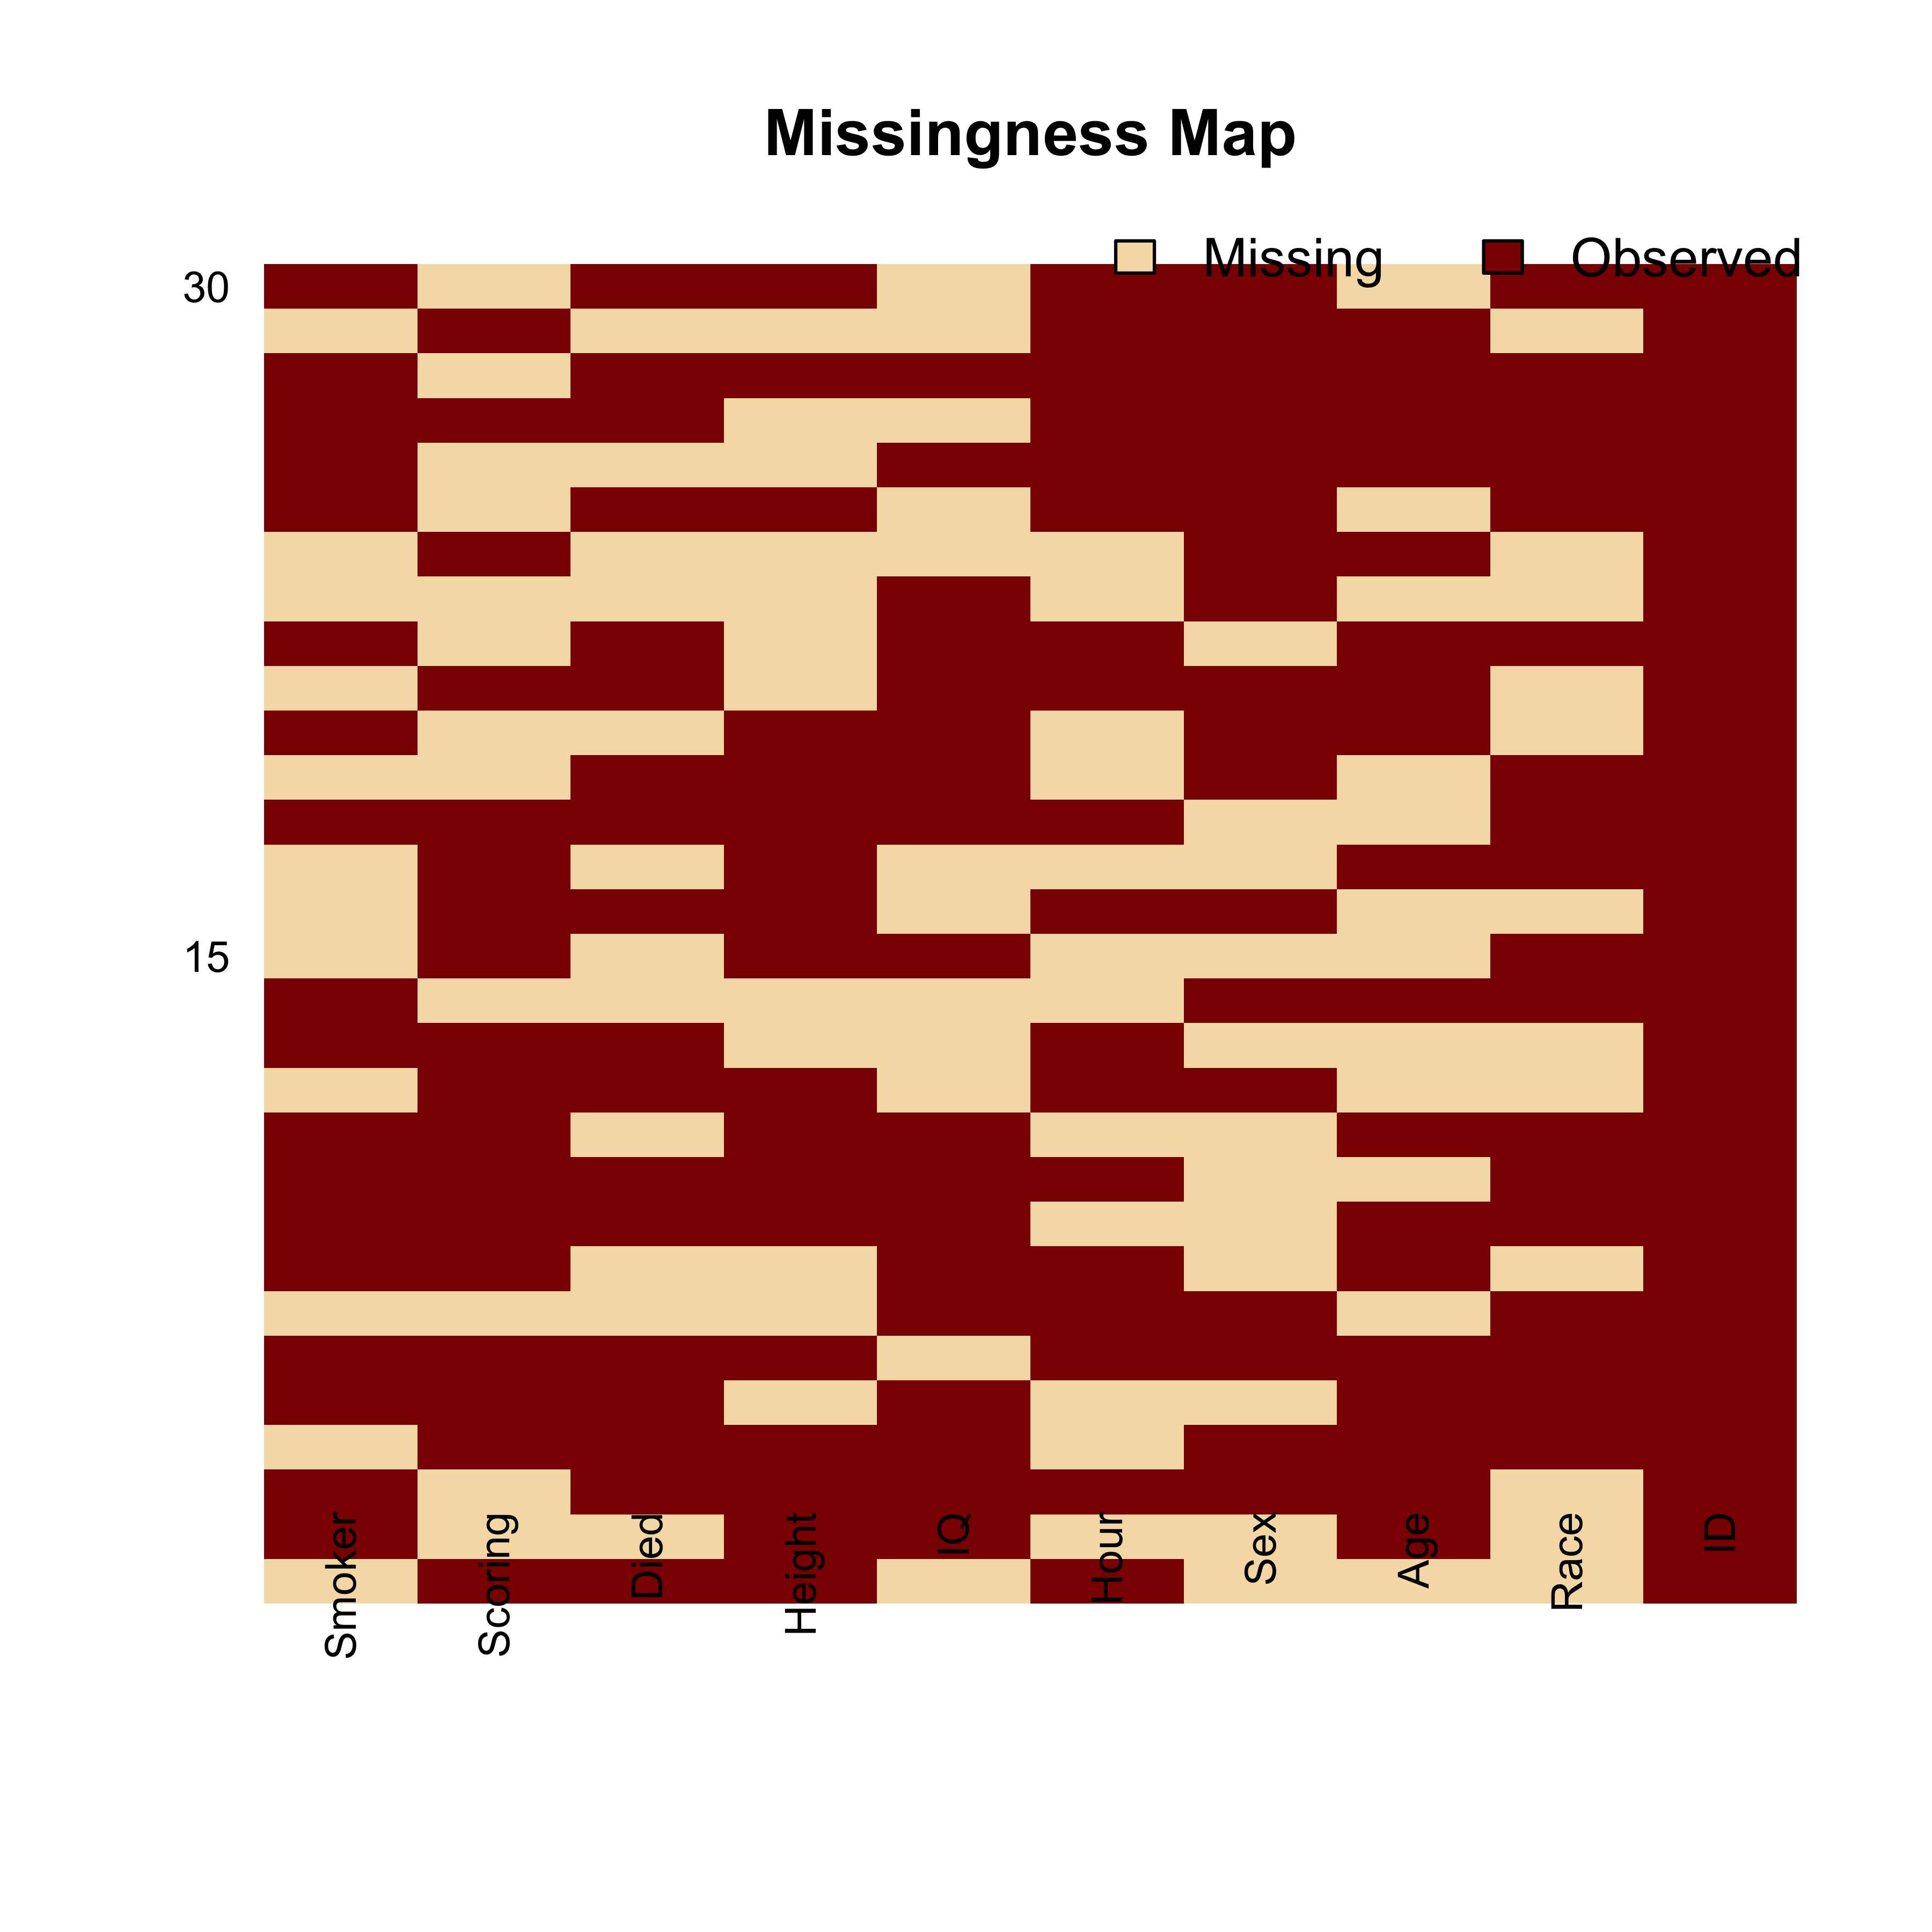 Missingness Map
Missing Observed
30
15
Smoker
Scoring
Died
Height
IQ
Hour
Sex
Age
Race
ID